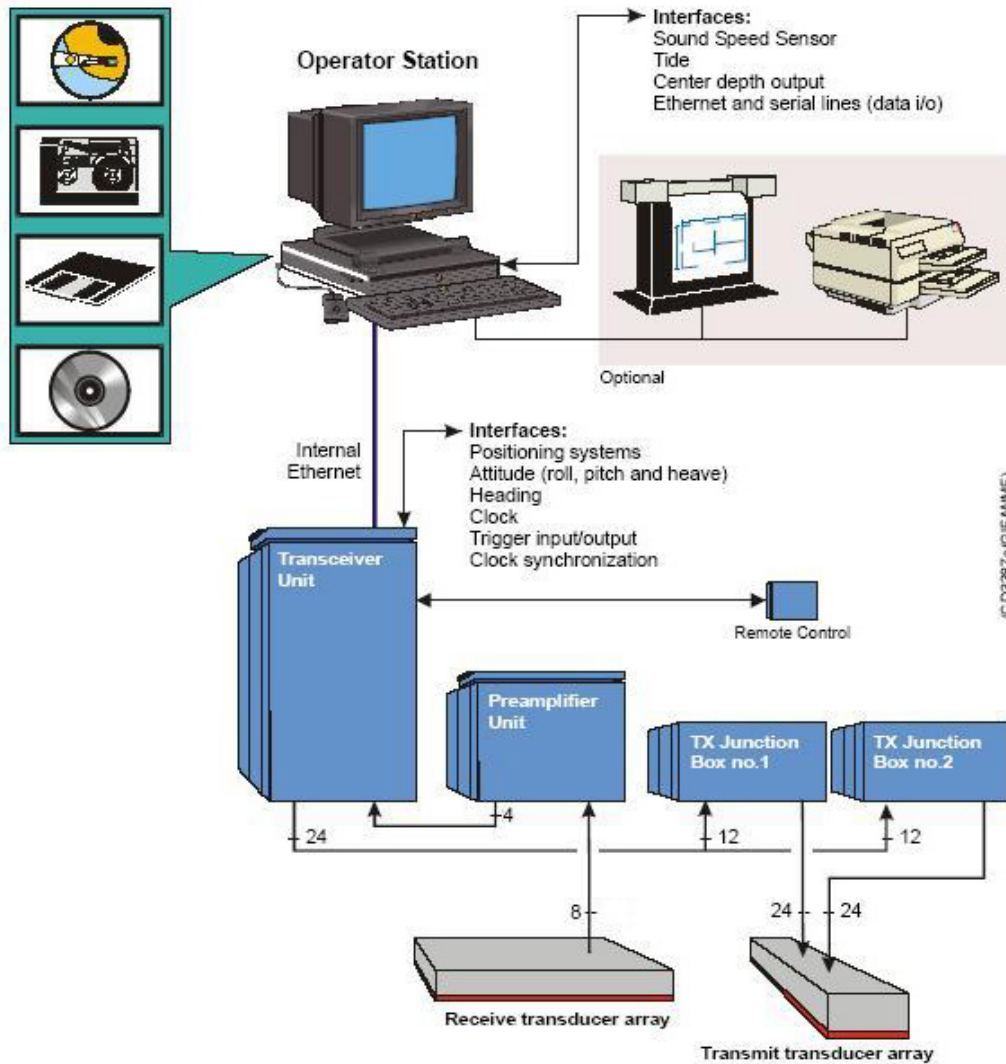 Interfaces:
Sound Speed Sensor
Tide
Center depth output
Ethernet and serial lines (data i/o)
Operator Station
Optional
Internal
Ethernet
Interfaces:
Positioning systems
Attitude (roll, pitch and heave)
Heading
Clock
Trigger input/output
Clock synchronization
Transceiver
Unit
Remote Control
Preamplifier
Unit
TX Junction
Box no.1
TX Junction
Box no.2
24
4
12
12
8
24
24
Receive transducer array
Transmit transducer array